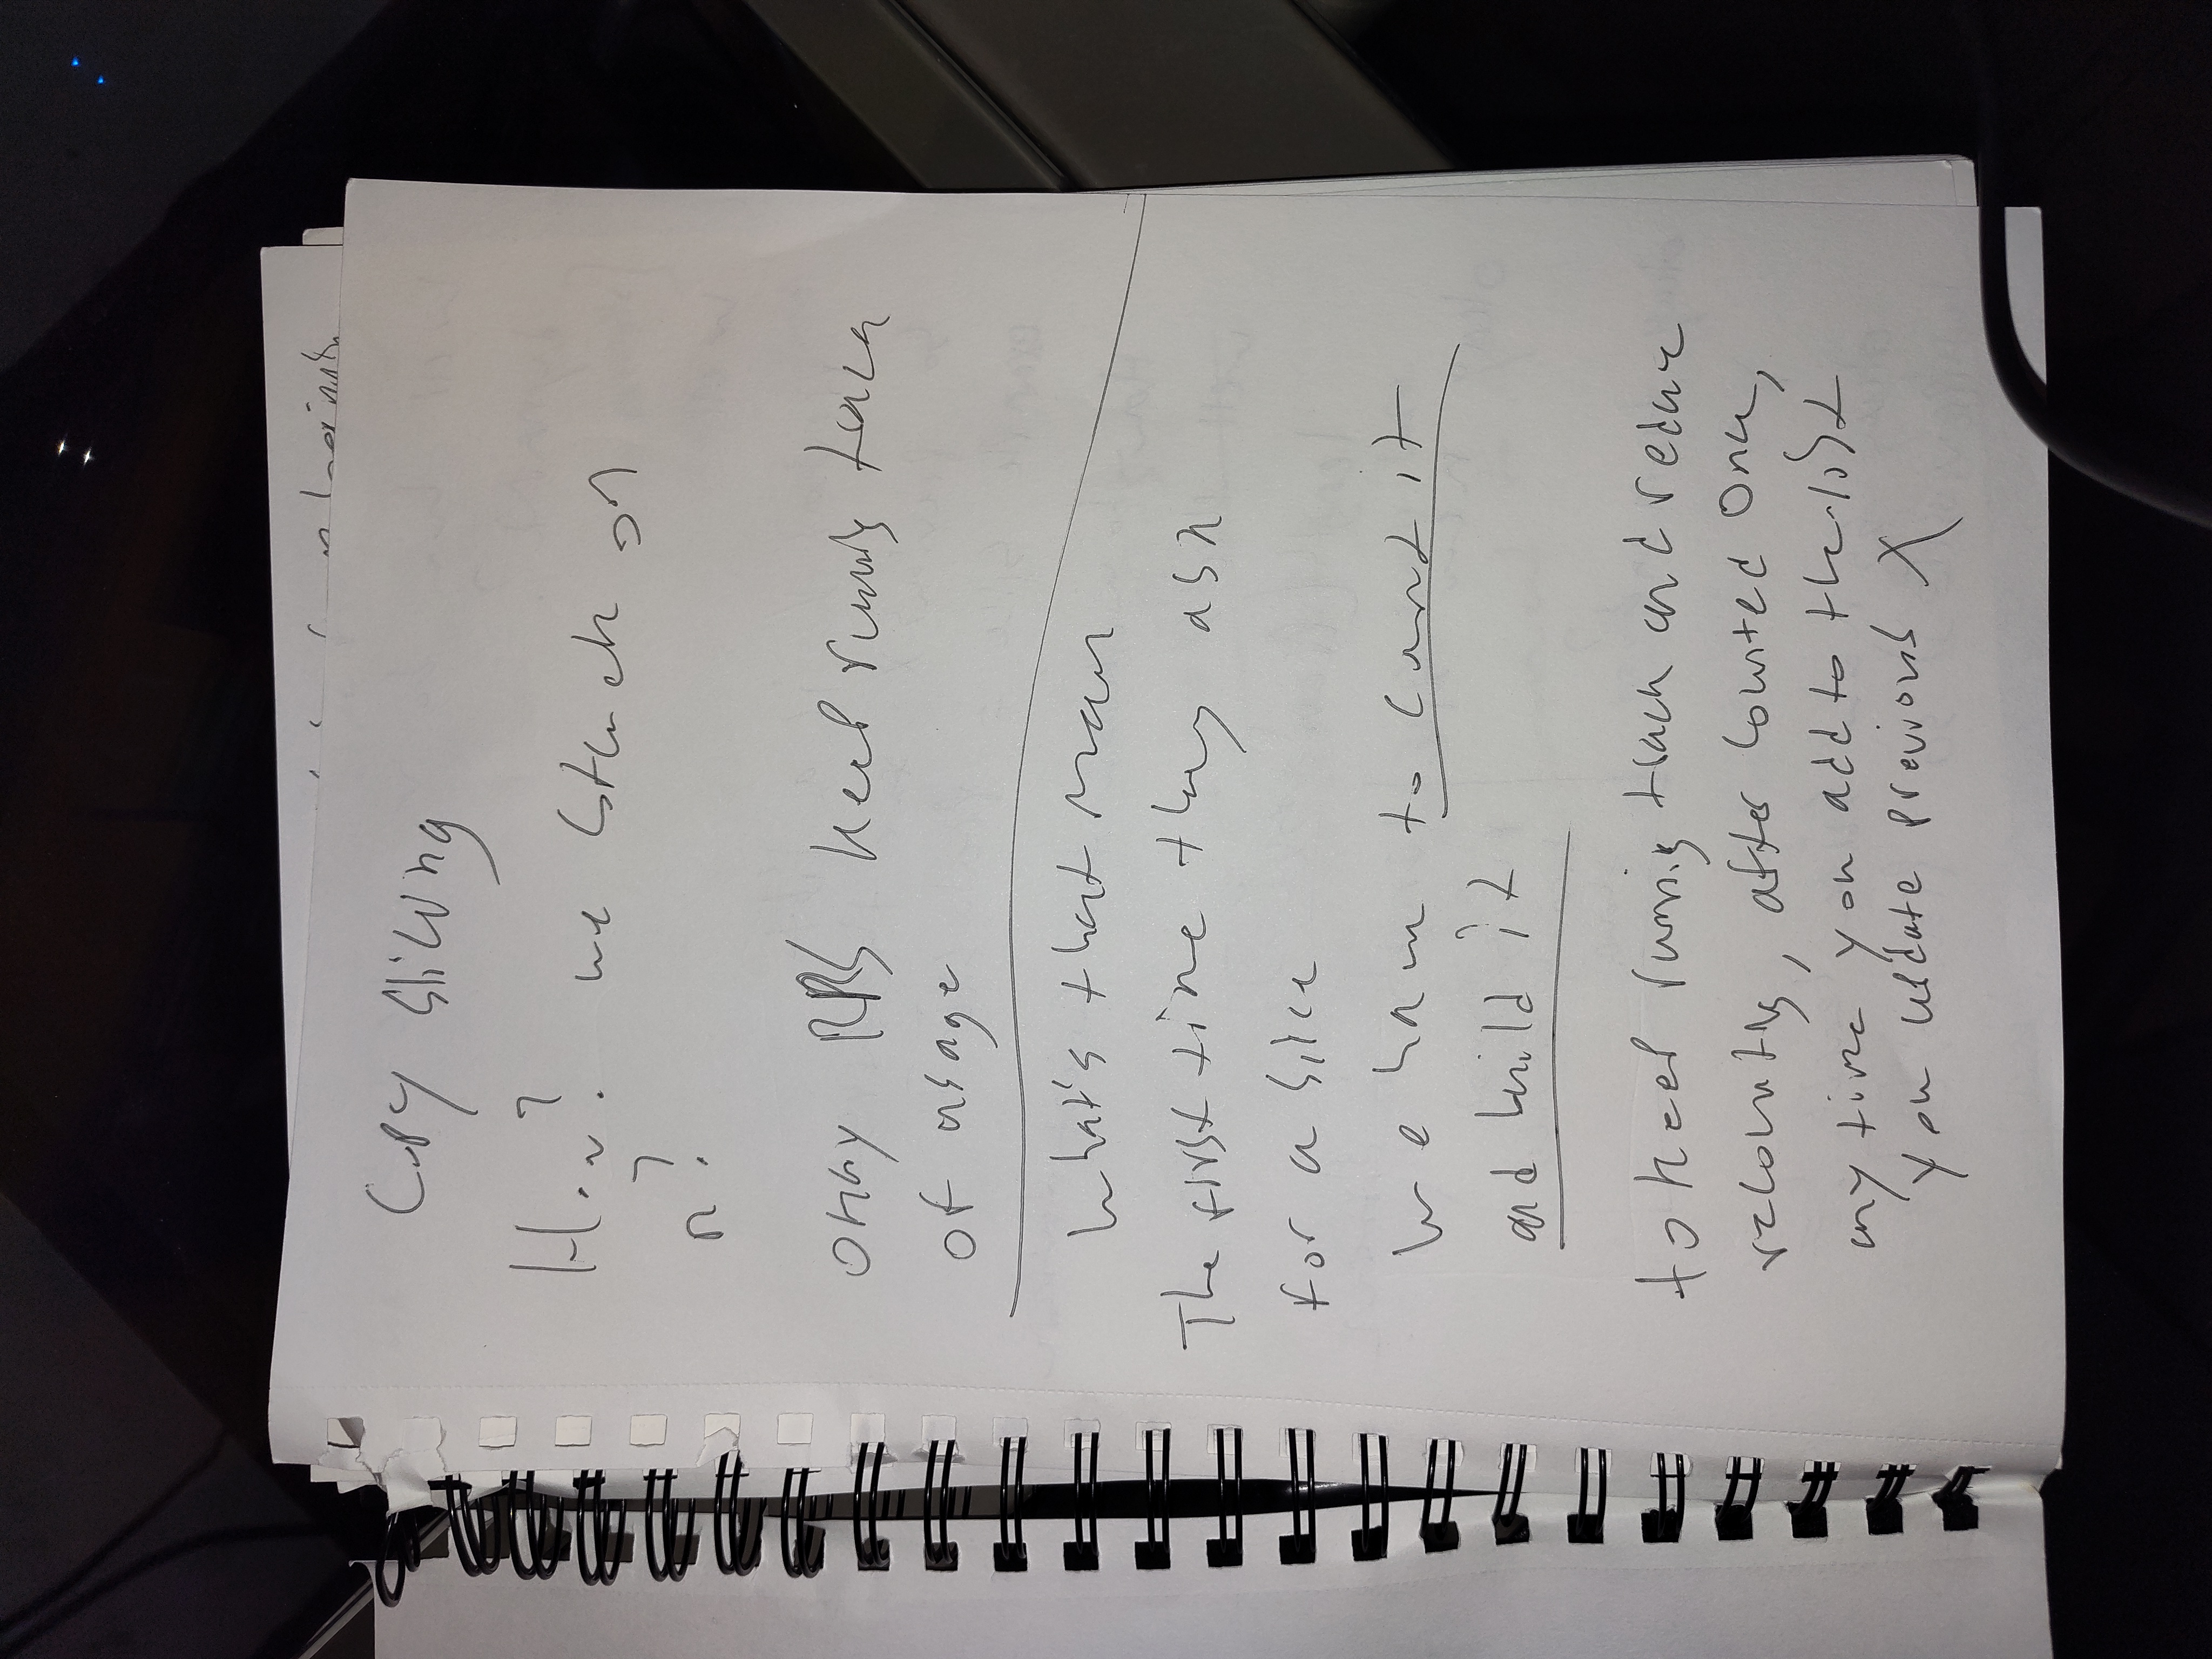 Copy slicing
How? we stuck on
n?
okay RRS keep running track
of usage
what's that mean
The first time they ask
for a slice
we have to count it
and build it
to keep running track and reduce
recounting, after counted once,
any time you add to the list
you update previous X